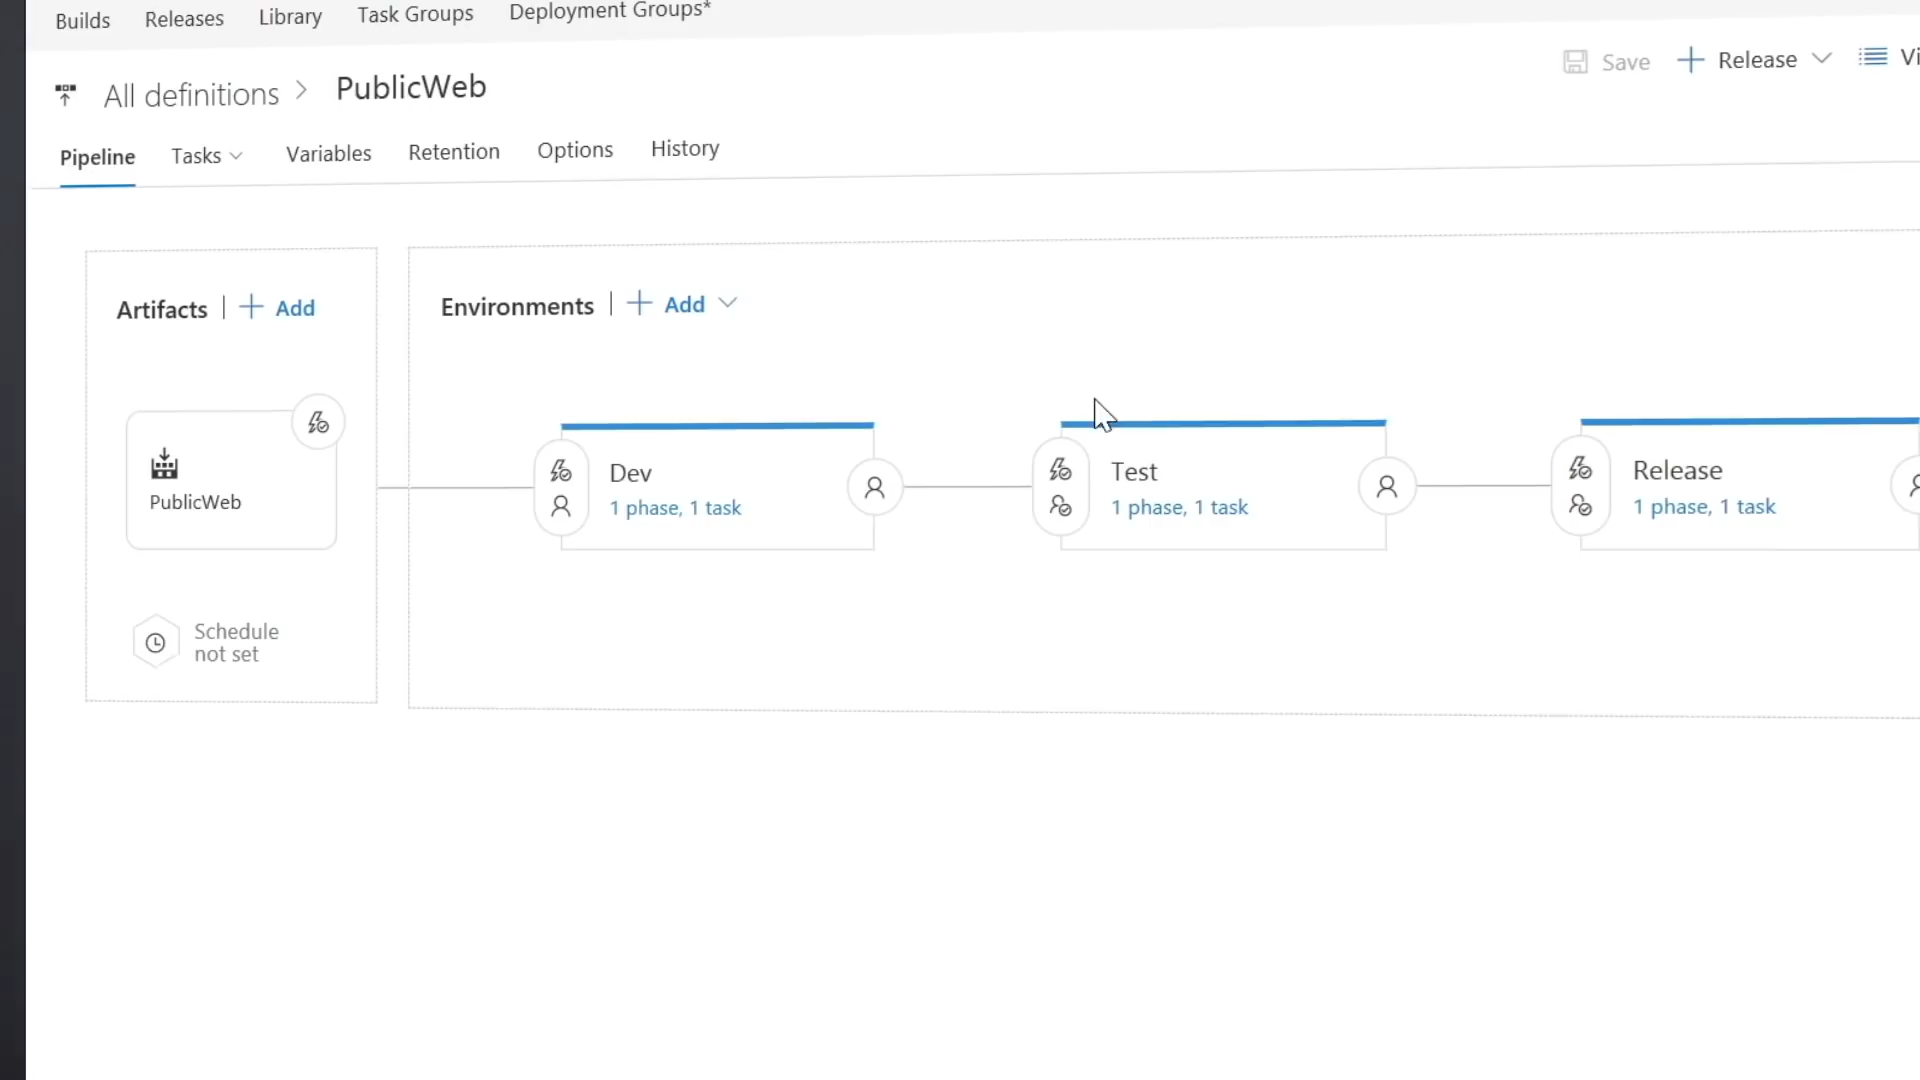 Builds Releases Library Task Groups Deployment Groups*
All definitions > PublicWeb
Save + Release
Pipeline Tasks Variables Retention Options History
Artifacts | + Add
Environments | + Add
PublicWeb
Dev
1 phase, 1 task
Test
1 phase, 1 task
Release
1 phase, 1 task
Schedule
not set